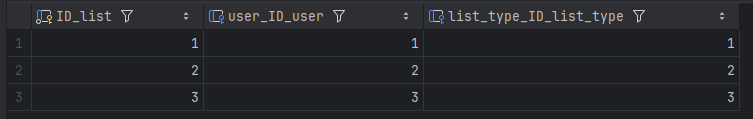 ID_list user_ID_user list_type_ID_list_type
1 1 1 1
2 2 2 2
3 3 3 3